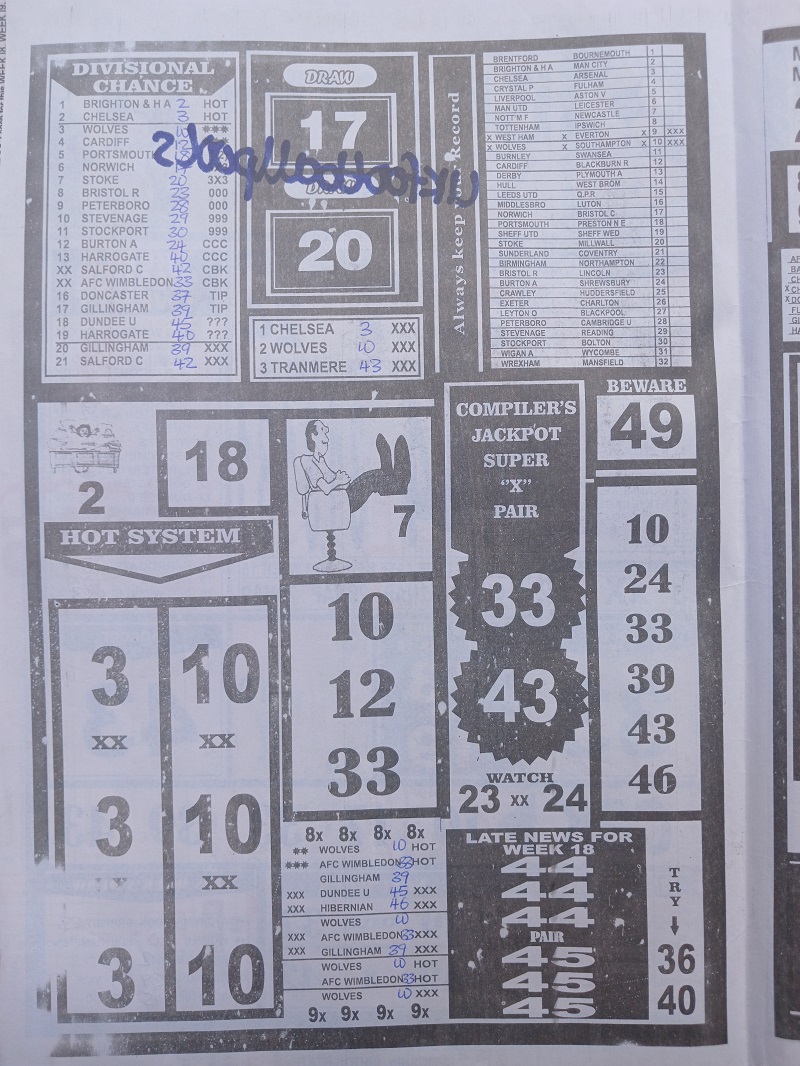 DIVISIONAL
CHANCE
1 BRIGHTON & H A 2 HOT
2 CHELSEA 3 HOT
3 WOLVES 10 ***
4 CARDIFF
5 PORTSMOUTH
6 NORWICH
7 STOKE 20 3X3
8 BRISTOL R 23 000
9 PETERBORO 28 000
10 STEVENAGE 29 999
11 STOCKPORT 30 999
12 BURTON A 24 CCC
13 HARROGATE 40 CCC
XX SALFORD C 42 CBK
XX AFC WIMBLEDON 33 CBK
16 DONCASTER 37 TIP
17 GILLINGHAM 39 TIP
18 DUNDEE U 45 ???
19 HARROGATE 40 ???
20 GILLINGHAM 39 XXX
21 SALFORD C 42 XXX
DRAW
17
DRAW
20
ukfootballpools
1 CHELSEA 3 XXX
2 WOLVES 10 XXX
3 TRANMERE 43 XXX
Always keep record
BRENTFORD BOURNEMOUTH 1
BRIGHTON & H A MAN CITY 2
CHELSEA ARSENAL 3
CRYSTAL P FULHAM 4
LIVERPOOL ASTON V 5
MAN UTD LEICESTER 6
NOTT'M F NEWCASTLE 7
TOTTENHAM IPSWICH 8
X WEST HAM X EVERTON X 9 XXX
X WOLVES X SOUTHAMPTON X 10 XXX
BURNLEY SWANSEA 11
CARDIFF BLACKBURN R 12
DERBY PLYMOUTH A 13
HULL WEST BROM 14
LEEDS UTD Q.P.R 15
MIDDLESBRO LUTON 16
NORWICH BRISTOL C 17
PORTSMOUTH PRESTON N E 18
SHEFF UTD SHEFF WED 19
STOKE MILLWALL 20
SUNDERLAND COVENTRY 21
BIRMINGHAM NORTHAMPTON 22
BRISTOL R LINCOLN 23
BURTON A SHREWSBURY 24
CRAWLEY HUDDERSFIELD 25
EXETER CHARLTON 26
LEYTON O BLACKPOOL 27
PETERBORO CAMBRIDGE U 28
STEVENAGE READING 29
STOCKPORT BOLTON 30
WIGAN A WYCOMBE 31
WREXHAM MANSFIELD 32
2
18
7
HOT SYSTEM
3 10
XX XX
3 10
XX
3 10
10
12
33
8x 8x 8x 8x
** WOLVES 10 HOT
*** AFC WIMBLEDON 33 HOT
GILLINGHAM 39
XXX DUNDEE U 45 XXX
XXX HIBERNIAN 46 XXX
WOLVES 10
XXX AFC WIMBLEDON 33 XXX
XXX GILLINGHAM 39 XXX
WOLVES 10 HOT
AFC WIMBLEDON 33 HOT
WOLVES 10 XXX
9x 9x 9x 9x
COMPILER'S
JACKPOT
SUPER
"X"
PAIR
33
43
WATCH
23 XX 24
BEWARE
49
10
24
33
39
43
46
LATE NEWS FOR
WEEK 18
44
44
44
PAIR
45
45
45
TRY
36
40